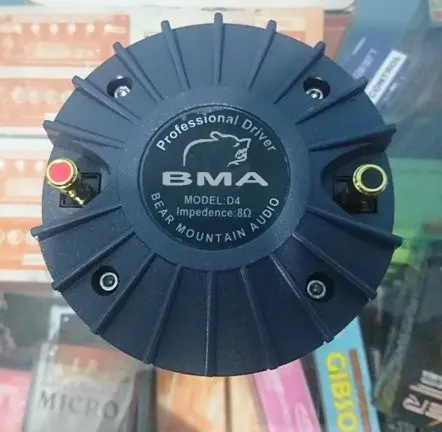 Professional Driver
BMA
MODEL:D4
Impedence:8Ω
BEAR MOUNTAIN AUDIO
MICRO
GIBSO